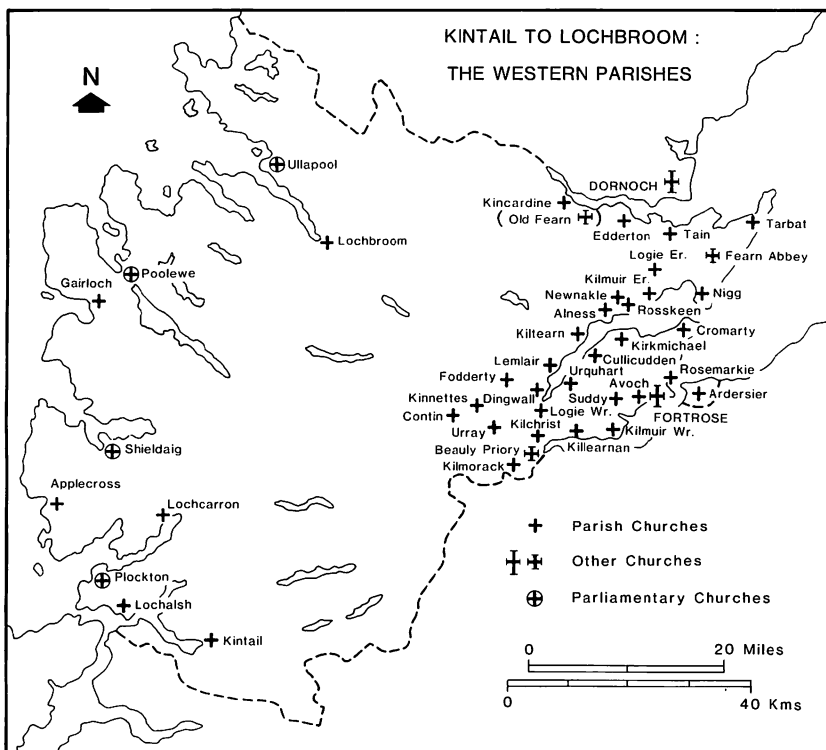 KINTAIL TO LOCHBROOM :
THE WESTERN PARISHES
N
Ullapool
Lochbroom
Poolewe
Gairloch
Shieldaig
Applecross
Lochcarron
Plockton
Lochalsh
Kintail
DORNOCH
Kincardine
( Old Fearn )
Edderton
Tain
Tarbat
Logie Er.
Fearn Abbey
Kilmuir Er.
Newnakle
Nigg
Alness
Rosskeen
Cromarty
Kiltearn
Kirkmichael
Cullicudden
Lemlair
Urquhart
Rosemarkie
Fodderty
Avoch
Ardersier
Kinnettes
Dingwall
Suddy
FORTROSE
Contin
Logie Wr.
Urray
Kilchrist
Kilmuir Wr.
Beauly Priory
Killearnan
Kilmorack
Parish Churches
Other Churches
Parliamentary Churches
0 20 Miles
0 40 Kms